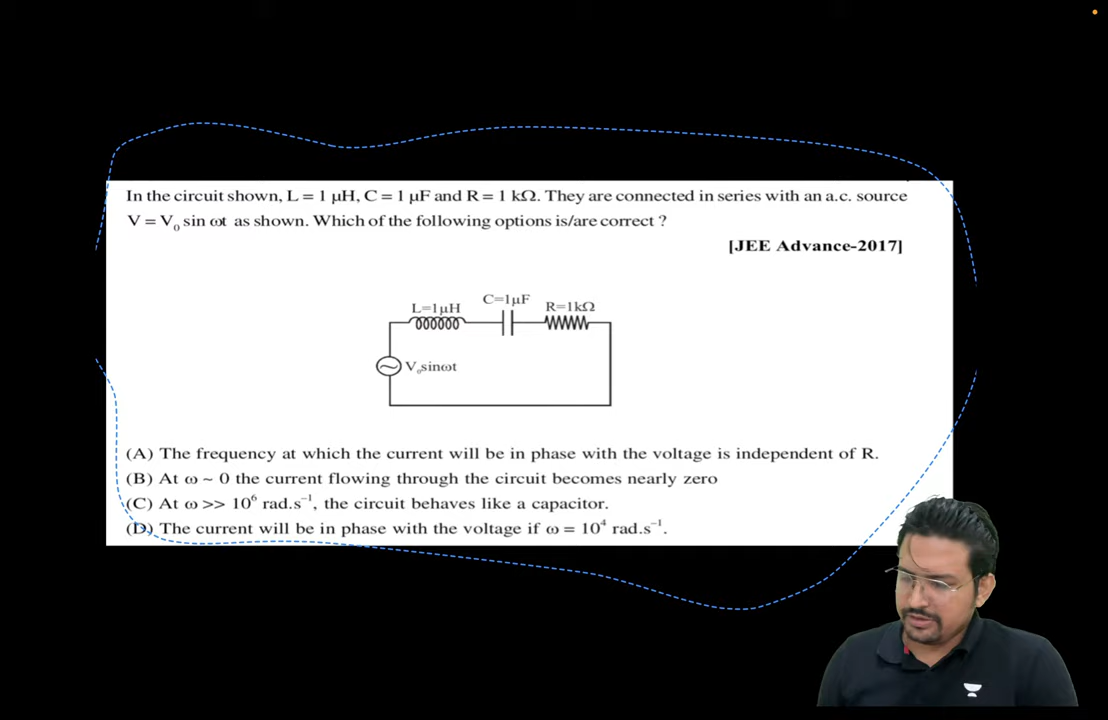 In the circuit shown, L = 1 μH, C = 1 μF and R = 1 kΩ. They are connected in series with an a.c. source
V = V₀ sin ωt as shown. Which of the following options is/are correct ?
[JEE Advance-2017]
L=1μH
C=1μF
R=1kΩ
V₀sinωt
(A) The frequency at which the current will be in phase with the voltage is independent of R.
(B) At ω ~ 0 the current flowing through the circuit becomes nearly zero
(C) At ω >> 10⁶ rad.s⁻¹, the circuit behaves like a capacitor.
(D) The current will be in phase with the voltage if ω = 10⁴ rad.s⁻¹.